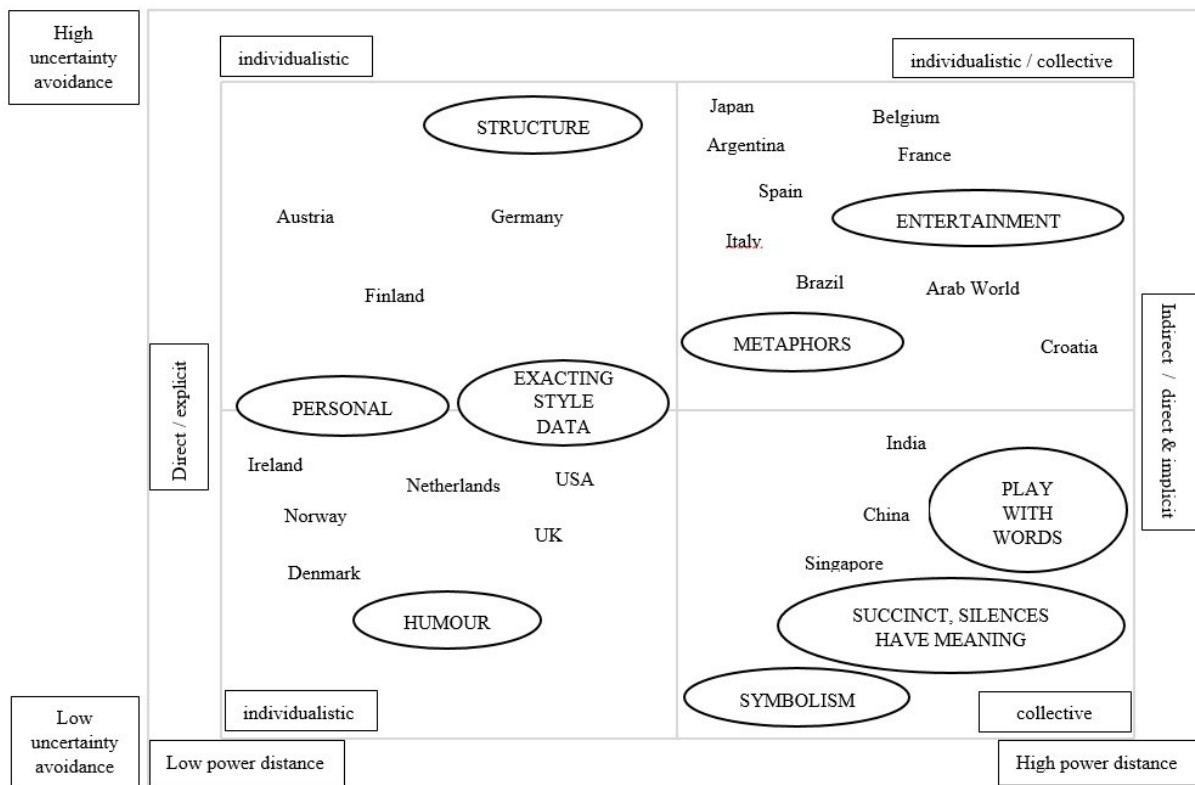 High
uncertainty
avoidance
individualistic
individualistic / collective
STRUCTURE
Japan
Belgium
Argentina
France
Spain
Austria
Germany
ENTERTAINMENT
Italy
Brazil
Arab World
Finland
METAPHORS
Croatia
Direct / explicit
Indirect / direct & implicit
PERSONAL
EXACTING
STYLE
DATA
Ireland
Netherlands
USA
Norway
UK
Denmark
HUMOUR
India
PLAY
WITH
WORDS
China
Singapore
SUCCINCT, SILENCES
HAVE MEANING
SYMBOLISM
individualistic
collective
Low
uncertainty
avoidance
Low power distance
High power distance